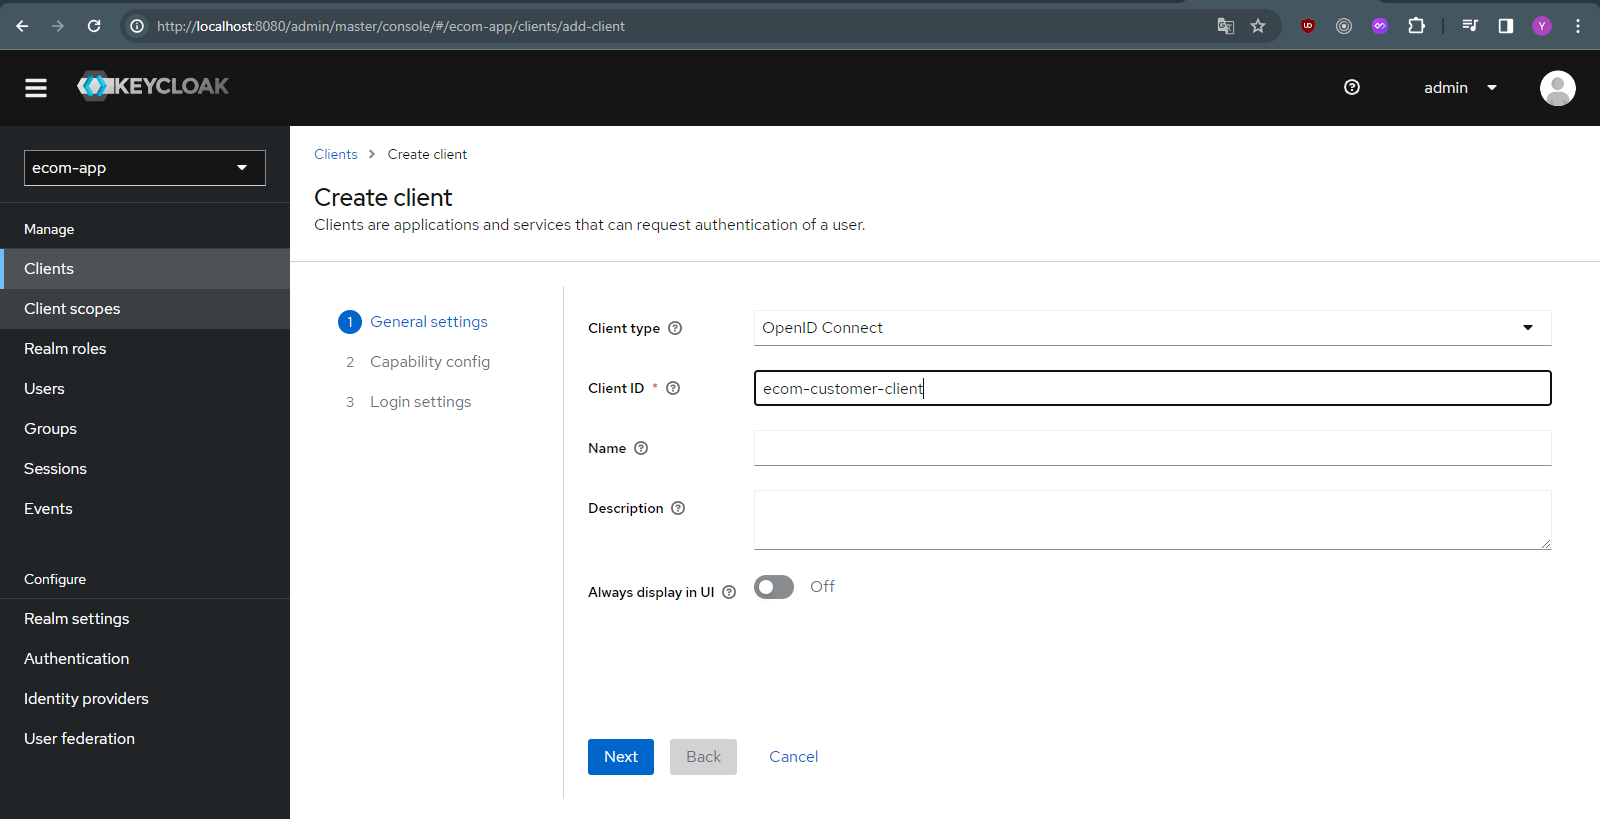 http://localhost:8080/admin/master/console/#/ecom-app/clients/add-client
KEYCLOAK
admin
ecom-app
Manage
Clients
Client scopes
Realm roles
Users
Groups
Sessions
Events
Configure
Realm settings
Authentication
Identity providers
User federation
Clients > Create client
Create client
Clients are applications and services that can request authentication of a user.
1 General settings
2 Capability config
3 Login settings
Client type
OpenID Connect
Client ID *
ecom-customer-client
Name
Description
Always display in UI
Off
Next
Back
Cancel
Y